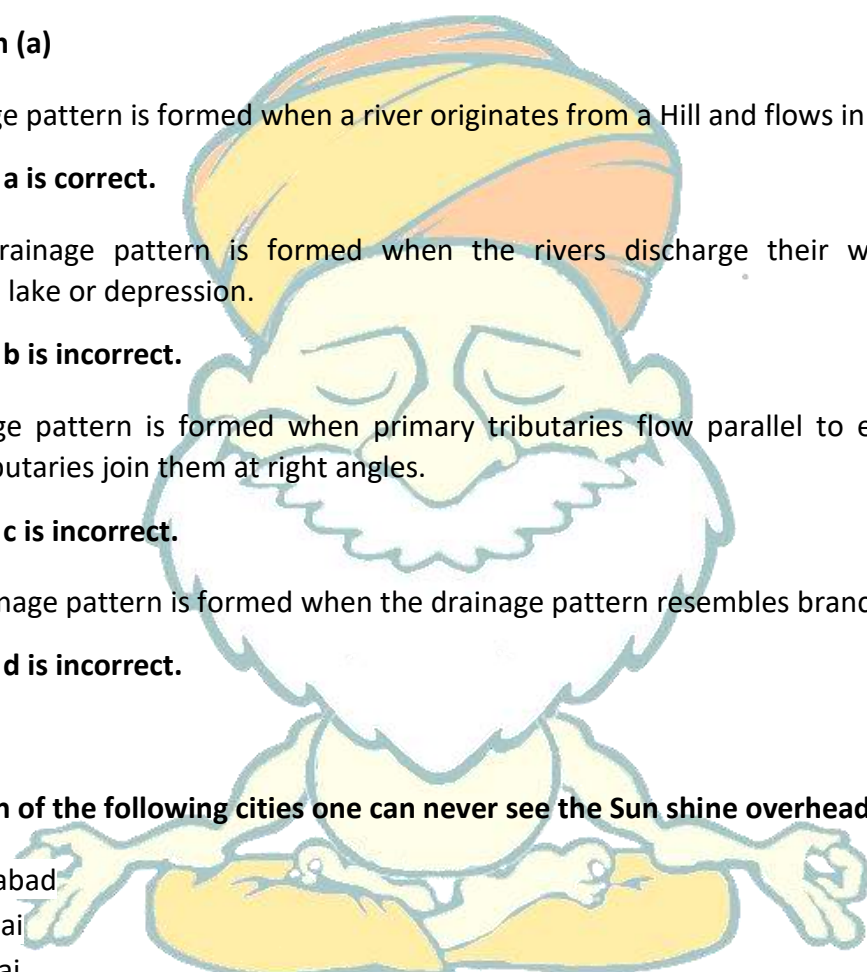 n (a)
ge pattern is formed when a river originates from a Hill and flows in
a is correct.
rainage pattern is formed when the rivers discharge their w
lake or depression.
b is incorrect.
ge pattern is formed when primary tributaries flow parallel to e
butaries join them at right angles.
c is incorrect.
nage pattern is formed when the drainage pattern resembles branc
d is incorrect.
n of the following cities one can never see the Sun shine overhead
abad
ai
ai